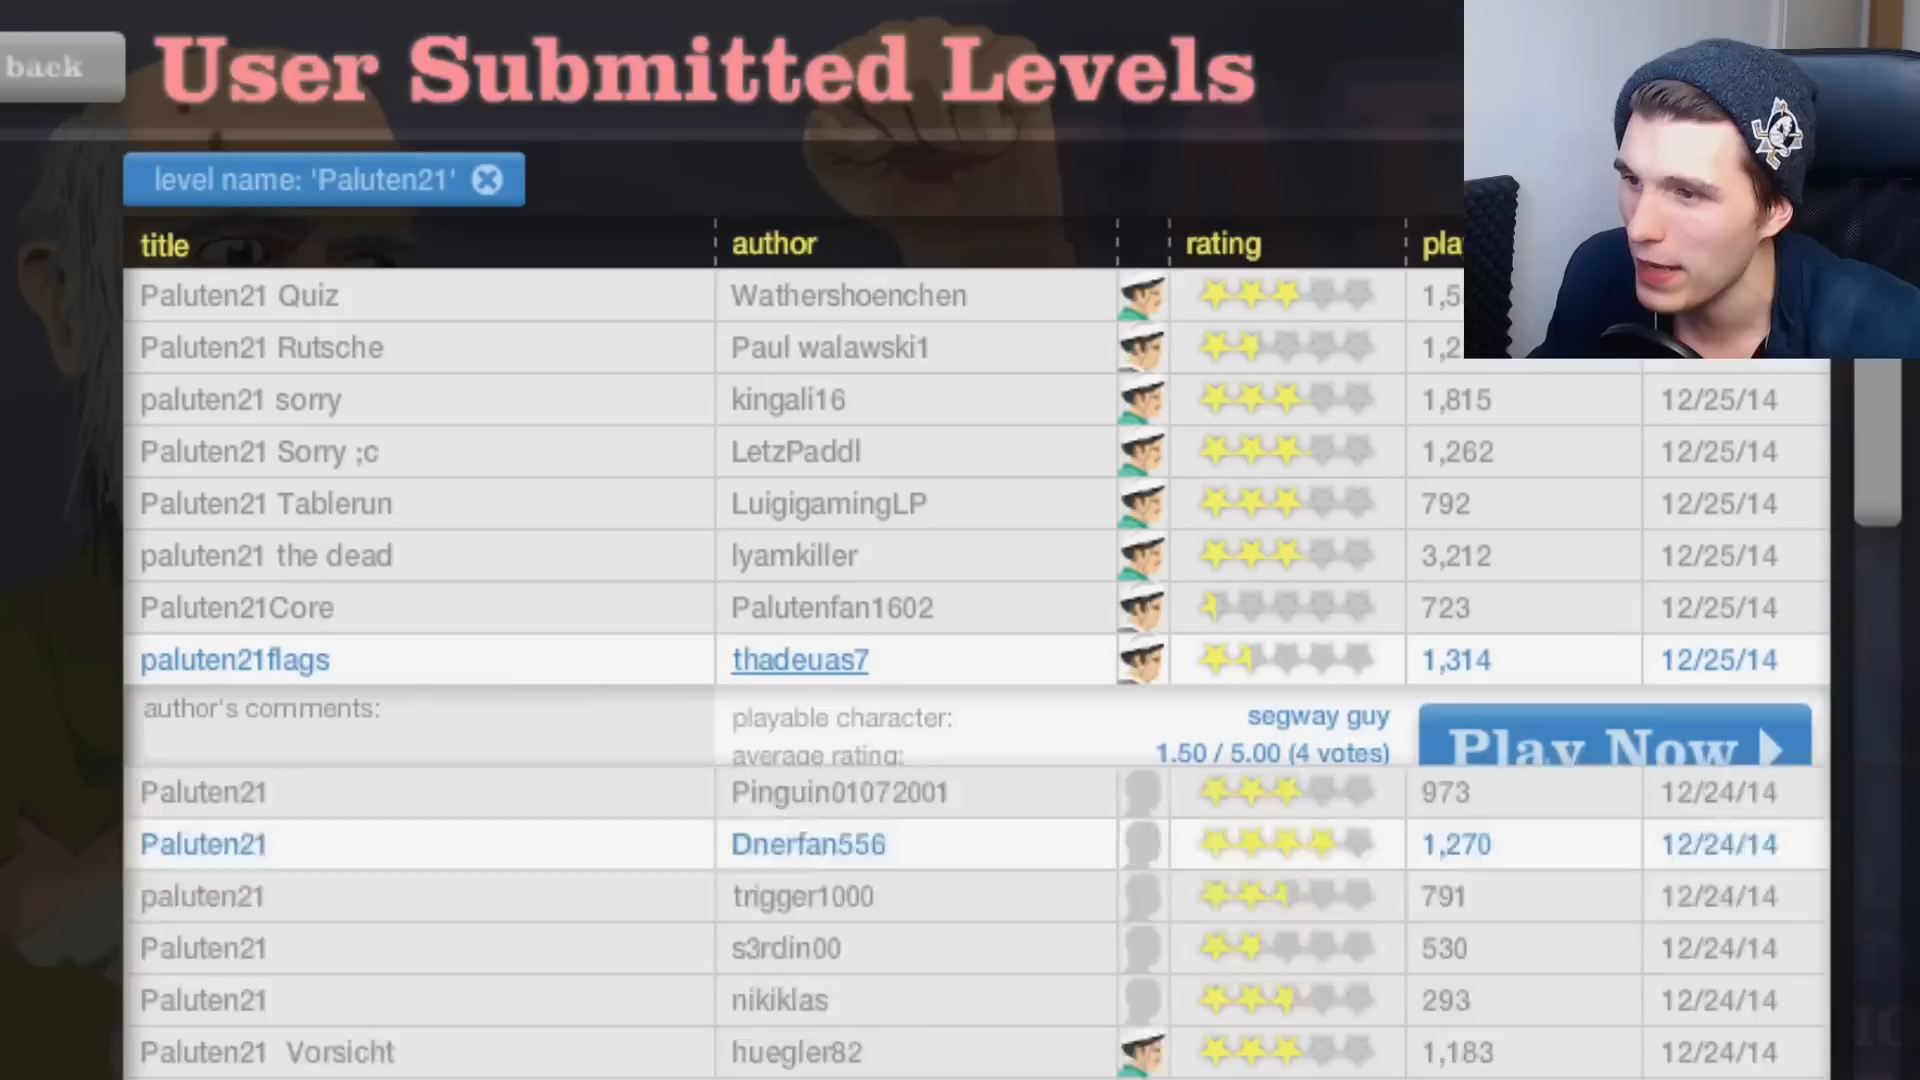 back
User Submitted Levels
level name: 'Paluten21'
title author rating
Paluten21 Quiz Wathershoenchen
Paluten21 Rutsche Paul walawski1
paluten21 sorry kingali16 1,815 12/25/14
Paluten21 Sorry ;c LetzPaddl 1,262 12/25/14
Paluten21 Tablerun LuigigamingLP 792 12/25/14
paluten21 the dead lyamkiller 3,212 12/25/14
Paluten21Core Palutenfan1602 723 12/25/14
paluten21flags thadeuas7 1,314 12/25/14
author's comments: playable character: segway guy
average rating: 1.50 / 5.00 (4 votes) Play Now
Paluten21 Pinguin01072001 973 12/24/14
Paluten21 Dnerfan556 1,270 12/24/14
paluten21 trigger1000 791 12/24/14
Paluten21 s3rdin00 530 12/24/14
Paluten21 nikiklas 293 12/24/14
Paluten21 Vorsicht huegler82 1,183 12/24/14